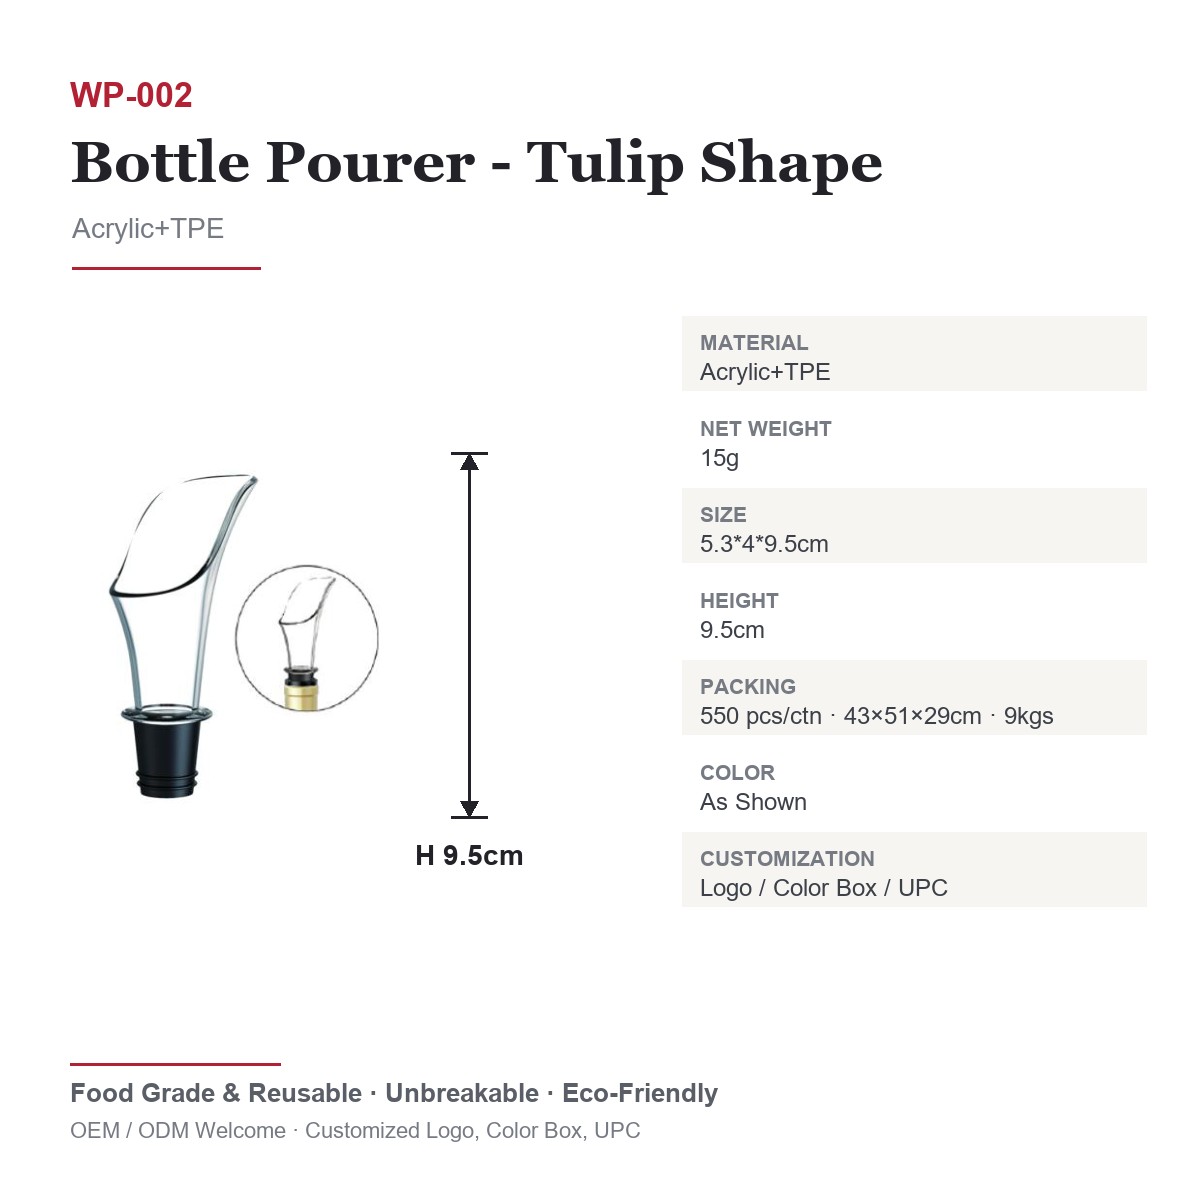 WP-002
Bottle Pourer - Tulip Shape
Acrylic+TPE
MATERIAL
Acrylic+TPE
NET WEIGHT
15g
SIZE
5.3*4*9.5cm
HEIGHT
9.5cm
PACKING
550 pcs/ctn · 43×51×29cm · 9kgs
COLOR
As Shown
CUSTOMIZATION
Logo / Color Box / UPC
H 9.5cm
Food Grade & Reusable · Unbreakable · Eco-Friendly
OEM / ODM Welcome · Customized Logo, Color Box, UPC